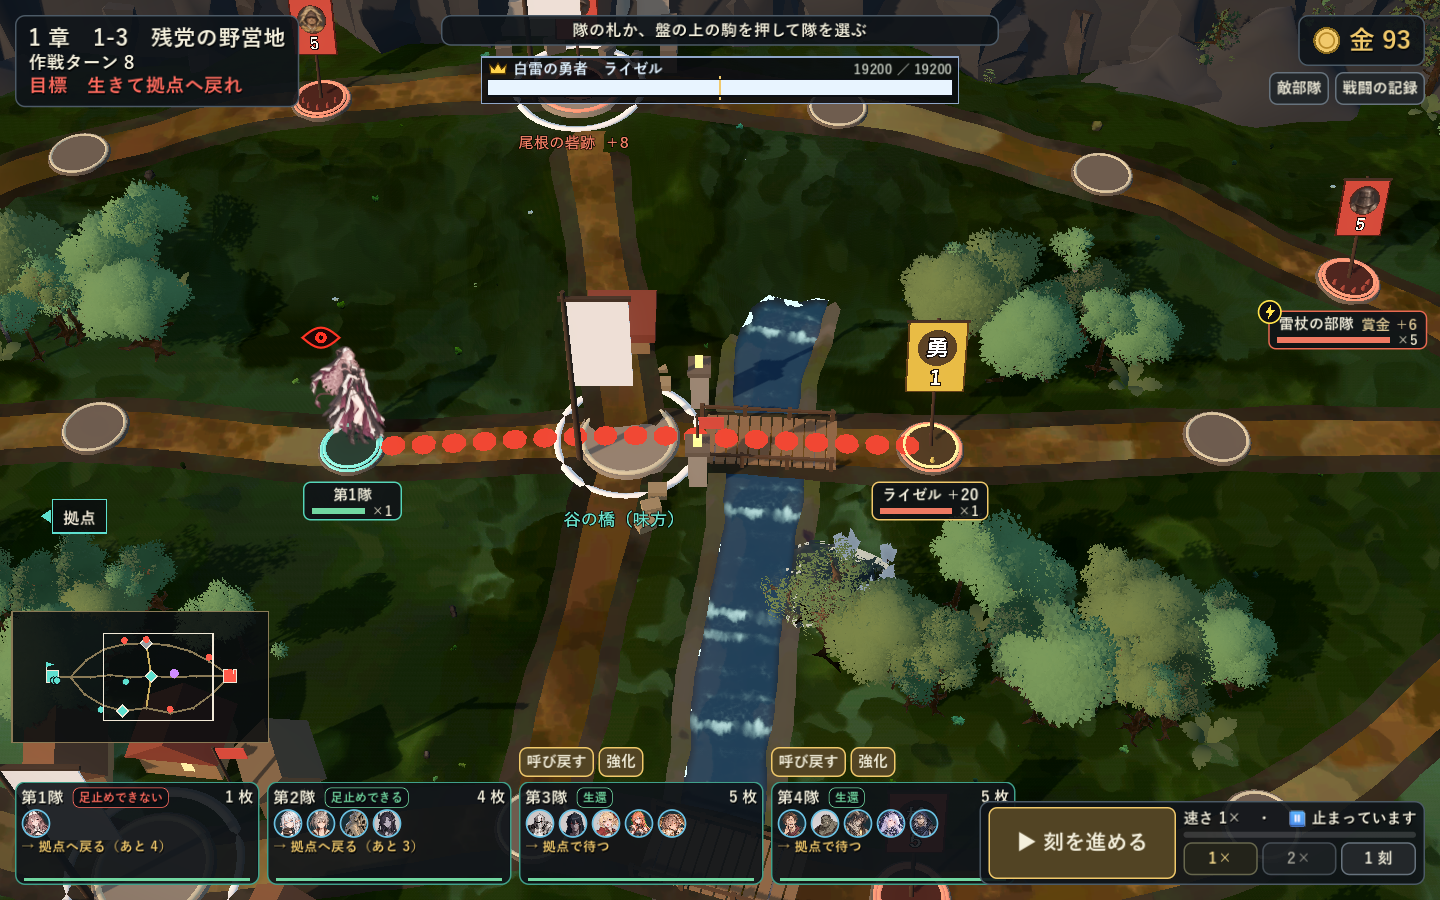 1 章　1-3　残党の野営地
作戦ターン 8
目標　生きて拠点へ戻れ
5
隊の札か、盤の上の駒を押して隊を選ぶ
白雷の勇者　ライゼル　19200 ／ 19200
金 93
敵部隊　戦闘の記録
尾根の砦跡　+8
5
雷杖の部隊　賞金 +6
×5
勇
1
第1隊
×1
ライゼル +20
×1
谷の橋（味方）
拠点
呼び戻す　強化
呼び戻す　強化
第1隊　足止めできない　1 枚
→ 拠点へ戻る（あと 4）
第2隊　足止めできる　4 枚
→ 拠点へ戻る（あと 3）
第3隊　生還　5 枚
→ 拠点で待つ
第4隊　生還　5 枚
→ 拠点で待つ
▶ 刻を進める
速さ 1×　・　⏸ 止まっています
1×　2×　1 刻